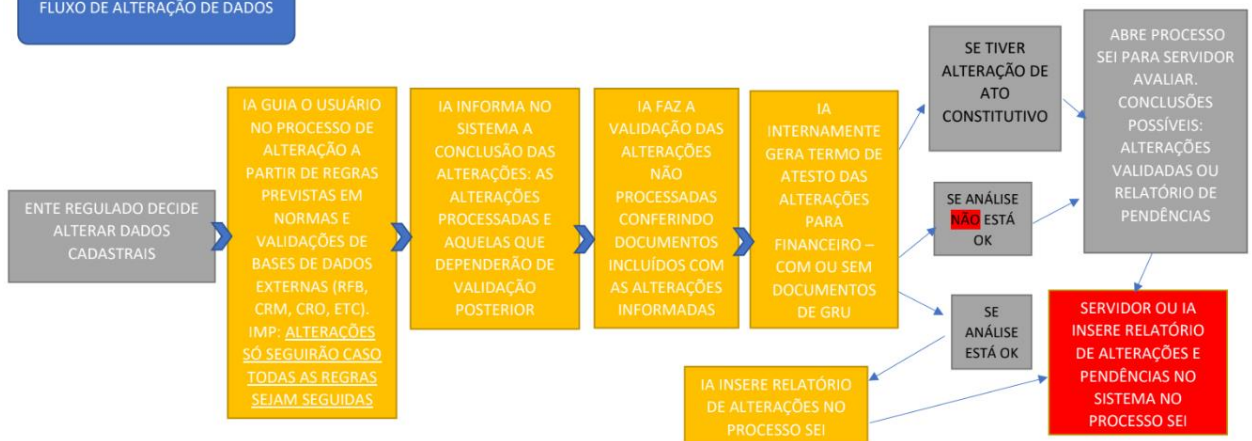 FLUXO DE ALTERAÇÃO DE DADOS
ENTE REGULADO DECIDE
ALTERAR DADOS
CADASTRAIS
IA GUIA O USUÁRIO
NO PROCESSO DE
ALTERAÇÃO A
PARTIR DE REGRAS
PREVISTAS EM
NORMAS E
VALIDAÇÕES DE
BASES DE DADOS
EXTERNAS (RFB,
CRM, CRO, ETC).
IMP: ALTERAÇÕES
SÓ SEGUIRÃO CASO
TODAS AS REGRAS
SEJAM SEGUIDAS
IA INFORMA NO
SISTEMA A
CONCLUSÃO DAS
ALTERAÇÕES: AS
ALTERAÇÕES
PROCESSADAS E
AQUELAS QUE
DEPENDERÃO DE
VALIDAÇÃO
POSTERIOR
IA FAZ A
VALIDAÇÃO DAS
ALTERAÇÕES
NÃO
PROCESSADAS
CONFERINDO
DOCUMENTOS
INCLUÍDOS COM
AS ALTERAÇÕES
INFORMADAS
IA
INTERNAMENTE
GERA TERMO DE
ATESTO DAS
ALTERAÇÕES
PARA
FINANCEIRO –
COM OU SEM
DOCUMENTOS
DE GRU
SE TIVER
ALTERAÇÃO DE
ATO
CONSTITUTIVO
SE ANÁLISE
NÃO ESTÁ
OK
SE
ANÁLISE
ESTÁ OK
ABRE PROCESSO
SEI PARA SERVIDOR
AVALIAR.
CONCLUSÕES
POSSÍVEIS:
ALTERAÇÕES
VALIDADAS OU
RELATÓRIO DE
PENDÊNCIAS
IA INSERE RELATÓRIO
DE ALTERAÇÕES NO
PROCESSO SEI
SERVIDOR OU IA
INSERE RELATÓRIO
DE ALTERAÇÕES E
PENDÊNCIAS NO
SISTEMA NO
PROCESSO SEI